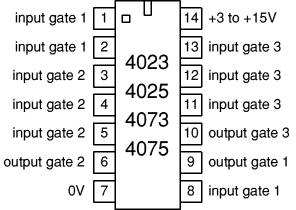 input gate 1 1 14 +3 to +15V
input gate 1 2 13 input gate 3
input gate 2 3 12 input gate 3
input gate 2 4 11 input gate 3
input gate 2 5 10 output gate 3
output gate 2 6 9 output gate 1
0V 7 8 input gate 1
4023
4025
4073
4075